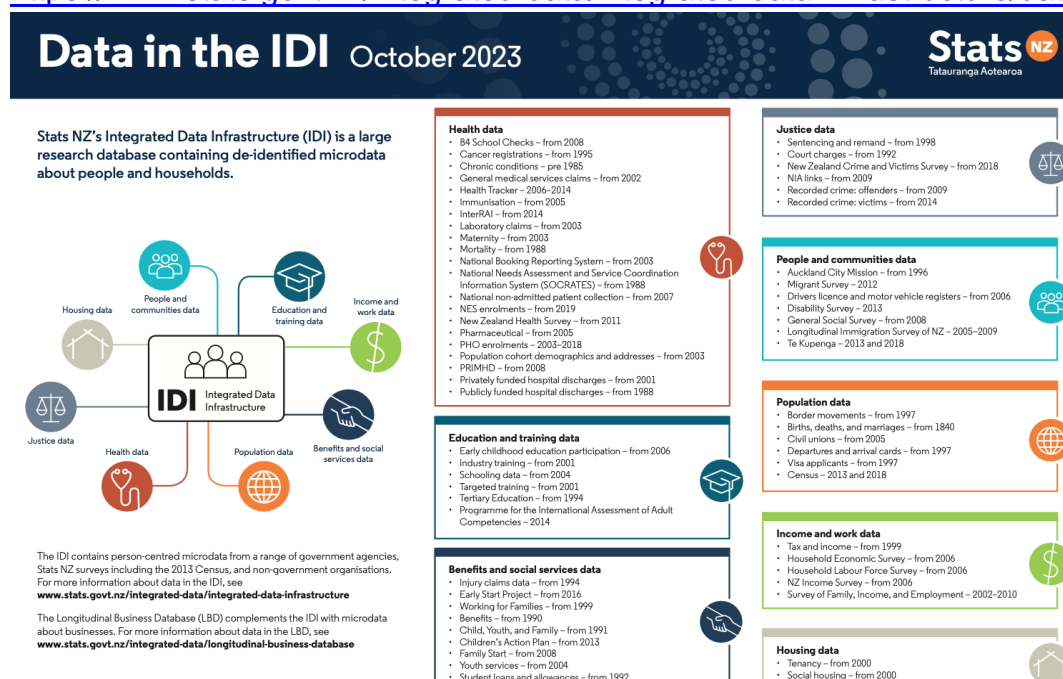 Data in the IDI October 2023
Stats NZ
Tatauranga Aotearoa
Stats NZ's Integrated Data Infrastructure (IDI) is a large
research database containing de-identified microdata
about people and households.
People and
communities data
Education and
training data
Housing data
Income and
work data
IDI Integrated Data
Infrastructure
Justice data
Health data
Population data
Benefits and social
services data
The IDI contains person-centred microdata from a range of government agencies,
Stats NZ surveys including the 2013 Census, and non-government organisations.
For more information about data in the IDI, see
www.stats.govt.nz/integrated-data/integrated-data-infrastructure
The Longitudinal Business Database (LBD) complements the IDI with microdata
about businesses. For more information about data in the LBD, see
www.stats.govt.nz/integrated-data/longitudinal-business-database
Health data
• B4 School Checks – from 2008
• Cancer registrations – from 1995
• Chronic conditions – pre 1985
• General medical services claims – from 2002
• Health Tracker – 2006–2014
• Immunisation – from 2005
• InterRAI – from 2014
• Laboratory claims – from 2003
• Maternity – from 2003
• Mortality – from 1988
• National Booking Reporting System – from 2003
• National Needs Assessment and Service Coordination
Information System (SOCRATES) – from 1988
• National non-admitted patient collection – from 2007
• NES enrolments – from 2019
• New Zealand Health Survey – from 2011
• Pharmaceutical – from 2005
• PHO enrolments – 2003–2018
• Population cohort demographics and addresses – from 2003
• PRIMHD – from 2008
• Privately funded hospital discharges – from 2001
• Publicly funded hospital discharges – from 1988
Education and training data
• Early childhood education participation – from 2006
• Industry training – from 2001
• Schooling data – from 2004
• Targeted training – from 2001
• Tertiary Education – from 1994
• Programme for the International Assessment of Adult
Competencies – 2014
Benefits and social services data
• Injury claims data – from 1994
• Early Start Project – from 2016
• Working for Families – from 1999
• Benefits – from 1990
• Child, Youth, and Family – from 1991
• Children's Action Plan – from 2013
• Family Start – from 2008
• Youth services – from 2004
• Student loans and allowances – from 1992
Justice data
• Sentencing and remand – from 1998
• Court charges – from 1992
• New Zealand Crime and Victims Survey – from 2018
• NIA links – from 2009
• Recorded crime: offenders – from 2009
• Recorded crime: victims – from 2014
People and communities data
• Auckland City Mission – from 1996
• Migrant Survey – 2012
• Drivers licence and motor vehicle registers – from 2006
• Disability Survey – 2013
• General Social Survey – from 2008
• Longitudinal Immigration Survey of NZ – 2005–2009
• Te Kupenga – 2013 and 2018
Population data
• Border movements – from 1997
• Births, deaths, and marriages – from 1840
• Civil unions – from 2005
• Departures and arrival cards – from 1997
• Visa applicants – from 1997
• Census – 2013 and 2018
Income and work data
• Tax and income – from 1999
• Household Economic Survey – from 2006
• Household Labour Force Survey – from 2006
• NZ Income Survey – from 2006
• Survey of Family, Income, and Employment – 2002–2010
Housing data
• Tenancy – from 2000
• Social housing – from 2000